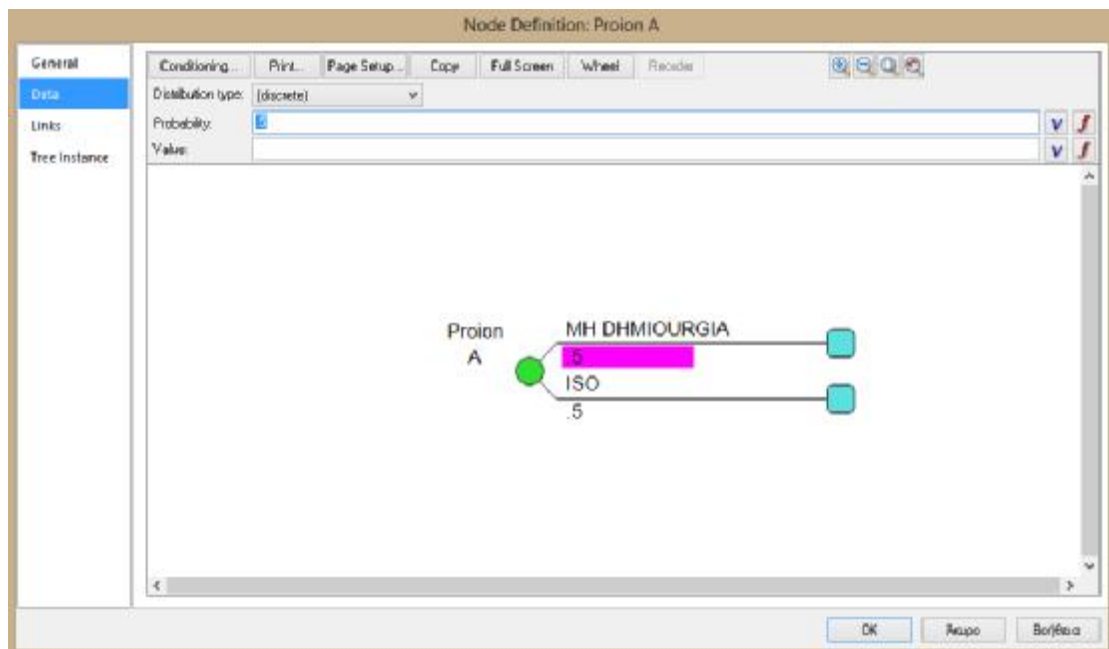 Node Definition: Proion A
General
Data
Links
Tree Instance
Conditioning... Print... Page Setup... Copy Full Screen Wheel Recoder
Distribution type: (discrete)
Probability: .5
Value:
V f
V f
Proion
A
MH DHMIOURGIA
.5
ISO
.5
OK Άκυρο Βοήθεια